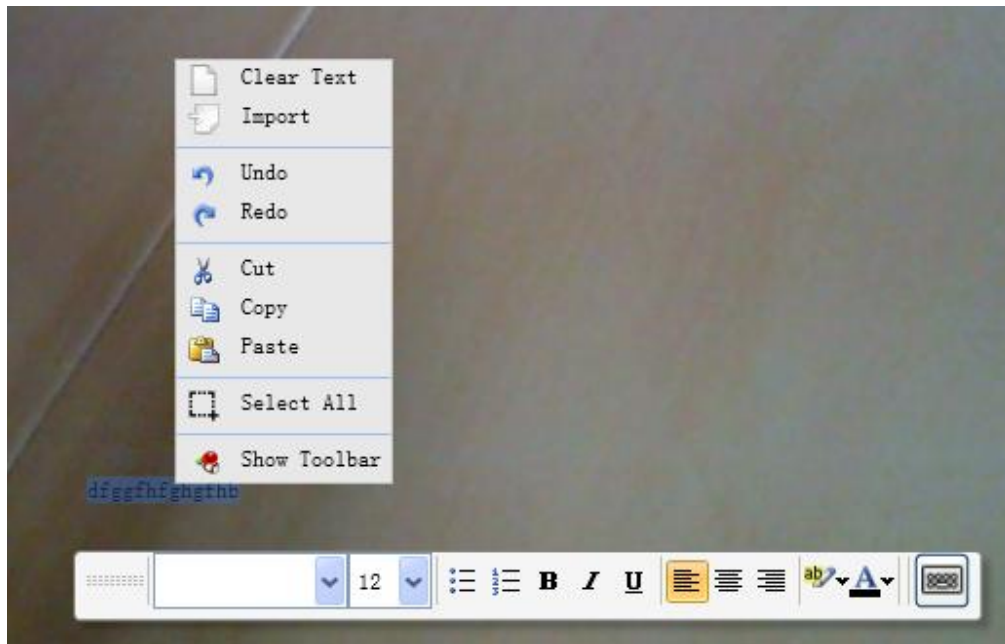 Clear Text
Import
Undo
Redo
Cut
Copy
Paste
Select All
Show Toolbar
dfggfhfghgfhb
12
B I U
ab A